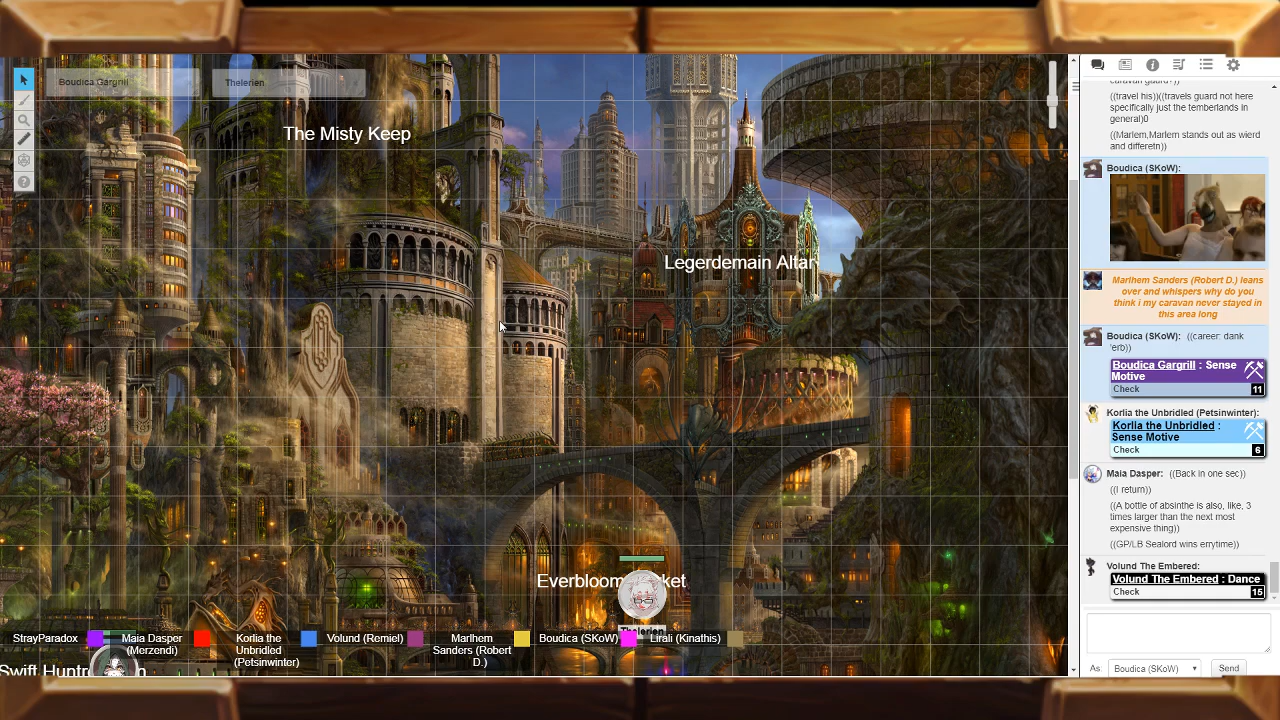 Boudica Gargrill
Thelerien
The Misty Keep
Legerdemain Altar
StrayParadox
Maia Dasper
(Merzendi)
Korlia the
Unbridled
(Petsinwinter)
Volund (Remiel)
Marlhem
Sanders (Robert
D.)
Boudica (SKoW)
Lirali (Kinathis)
Thelerien
((travel his))((travels guard not here
specifically just the temberlands in
general)0
((Marlem,Marlem stands out as wierd
and differetn))
Boudica (SKoW):
Marlhem Sanders (Robert D.) leans
over and whispers why do you
think i my caravan never stayed in
this area long
Boudica (SKoW): ((career: dank
'erb))
Boudica Gargrill : Sense
Motive
Check 11
Korlia the Unbridled (Petsinwinter):
Korlia the Unbridled :
Sense Motive
Check 6
Maia Dasper: ((Back in one sec))
((I return))
((A bottle of absinthe is also, like, 3
times larger than the next most
expensive thing))
((GP/LB Sealord wins errytime))
Volund The Embered:
Volund The Embered : Dance
Check 15
As: Boudica (SKoW) Send